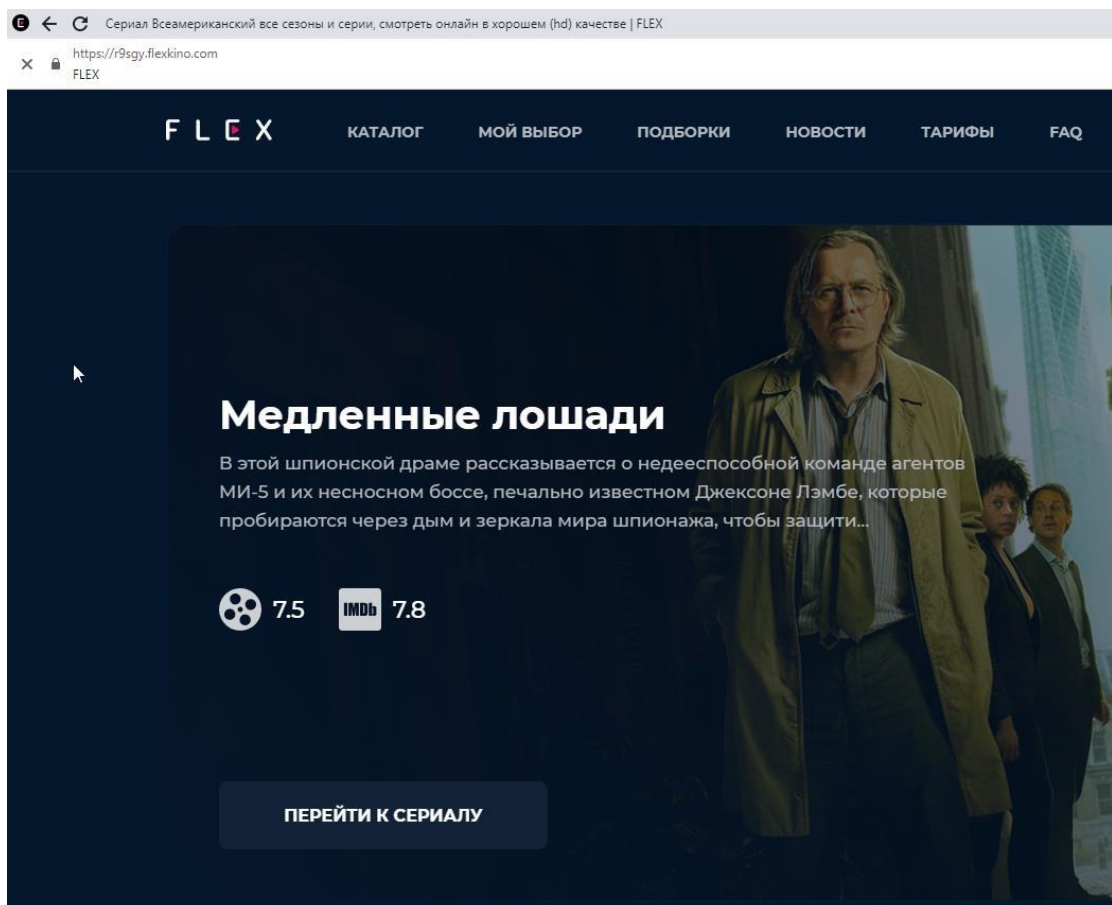 Сериал Всеамериканский все сезоны и серии, смотреть онлайн в хорошем (hd) качестве | FLEX
https://r9sgy.flexkino.com
FLEX
FLEX КАТАЛОГ МОЙ ВЫБОР ПОДБОРКИ НОВОСТИ ТАРИФЫ FAQ
Медленные лошади
В этой шпионской драме рассказывается о недееспособной команде агентов
МИ-5 и их несносном боссе, печально известном Джексоне Лэмбе, которые
пробираются через дым и зеркала мира шпионажа, чтобы защити...
7.5 IMDb 7.8
ПЕРЕЙТИ К СЕРИАЛУ